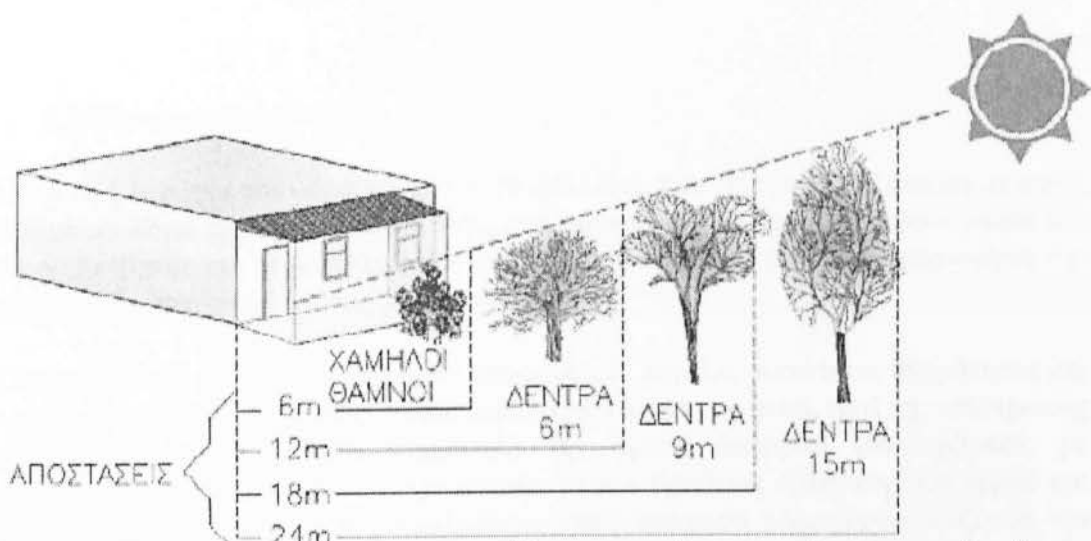 ΧΑΜΗΛΟΙ
ΘΑΜΝΟΙ
ΔΕΝΤΡΑ
6m
ΔΕΝΤΡΑ
9m
ΔΕΝΤΡΑ
15m
ΑΠΟΣΤΑΣΕΙΣ
6m
12m
18m
24m